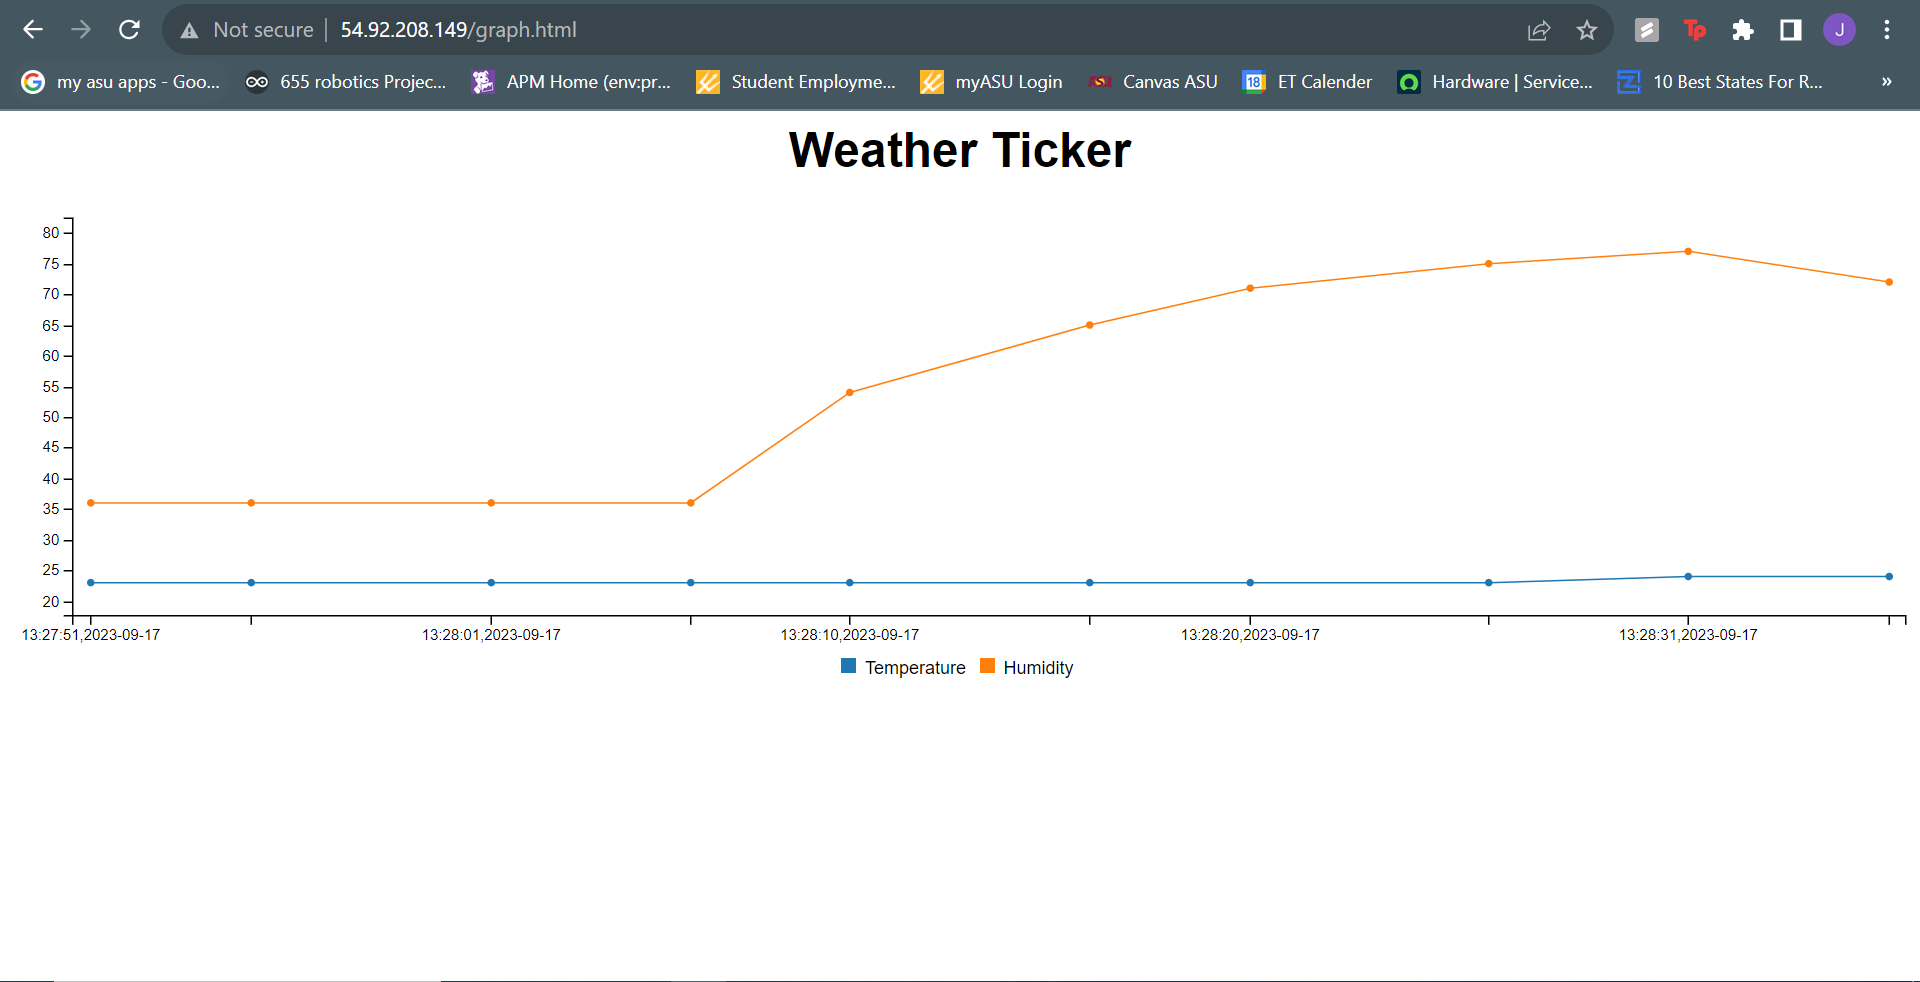 Not secure | 54.92.208.149/graph.html
J
my asu apps - Goo... 655 robotics Projec... APM Home (env:pr... Student Employme... myASU Login Canvas ASU 18 ET Calender Hardware | Service... 10 Best States For R... »
Weather Ticker
80
75
70
65
60
55
50
45
40
35
30
25
20
13:27:51,2023-09-17 13:28:01,2023-09-17 13:28:10,2023-09-17 13:28:20,2023-09-17 13:28:31,2023-09-17
Temperature Humidity